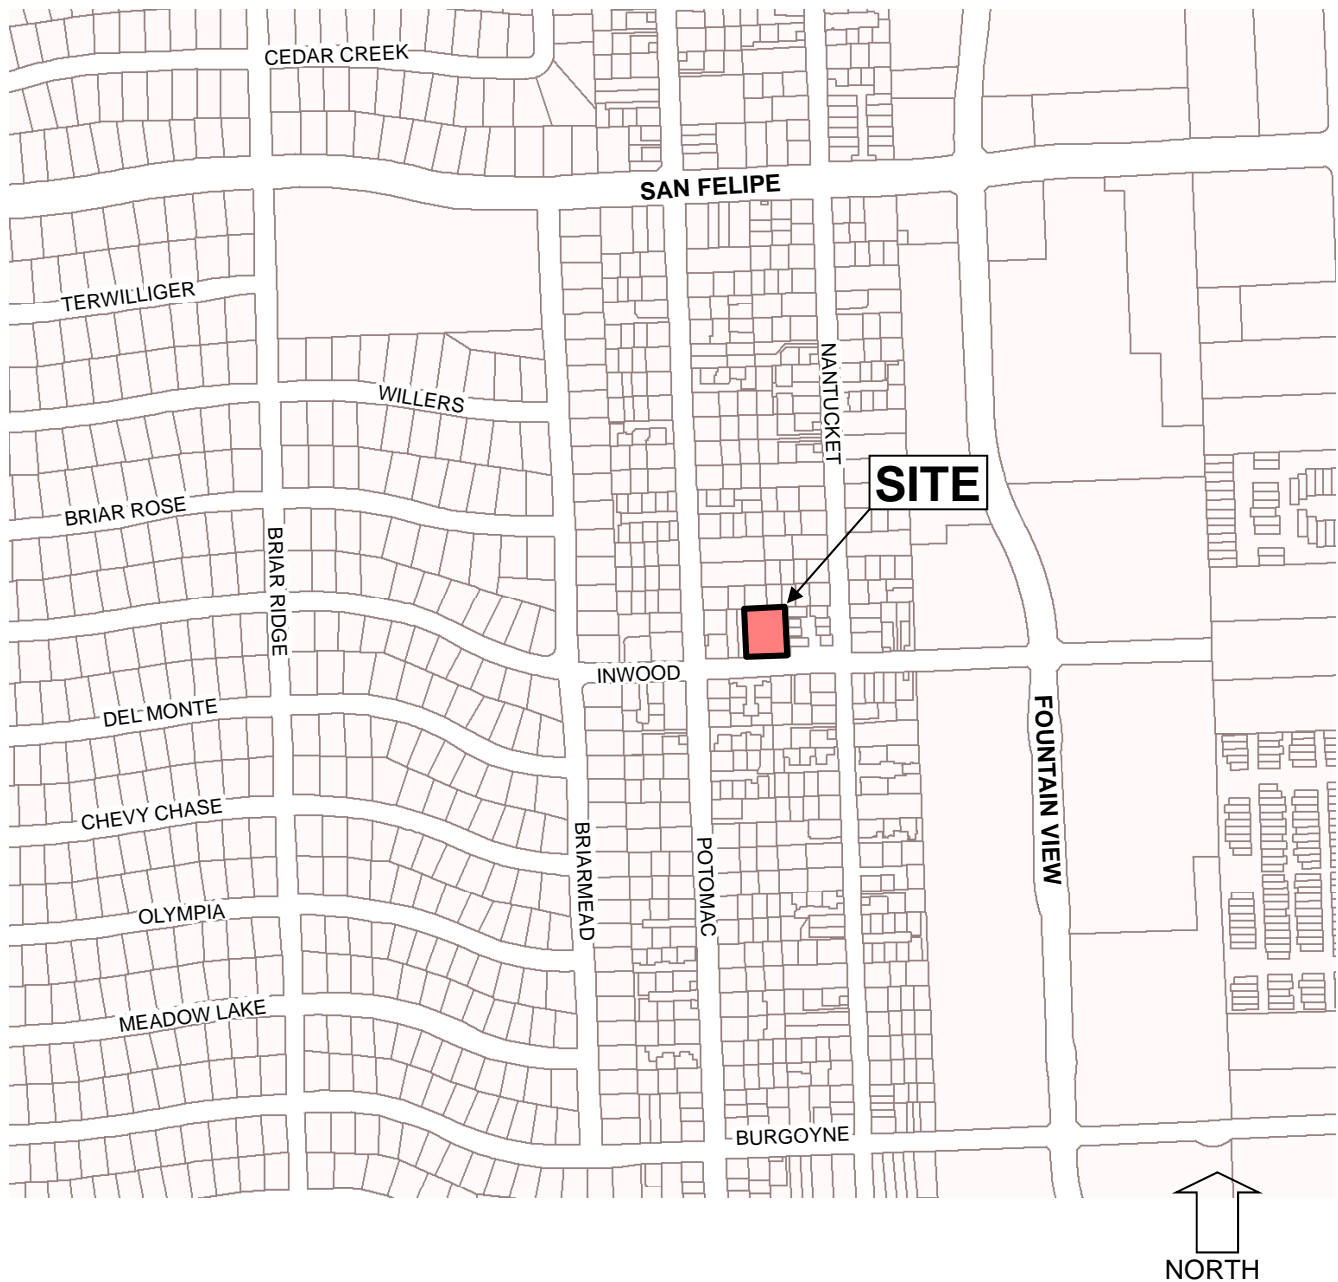 CEDAR CREEK
SAN FELIPE
TERWILLIGER
NANTUCKET
WILLERS
SITE
BRIAR ROSE
BRIAR RIDGE
INWOOD
DEL MONTE
FOUNTAIN VIEW
CHEVY CHASE
BRIARMEAD
POTOMAC
OLYMPIA
MEADOW LAKE
BURGOYNE
NORTH